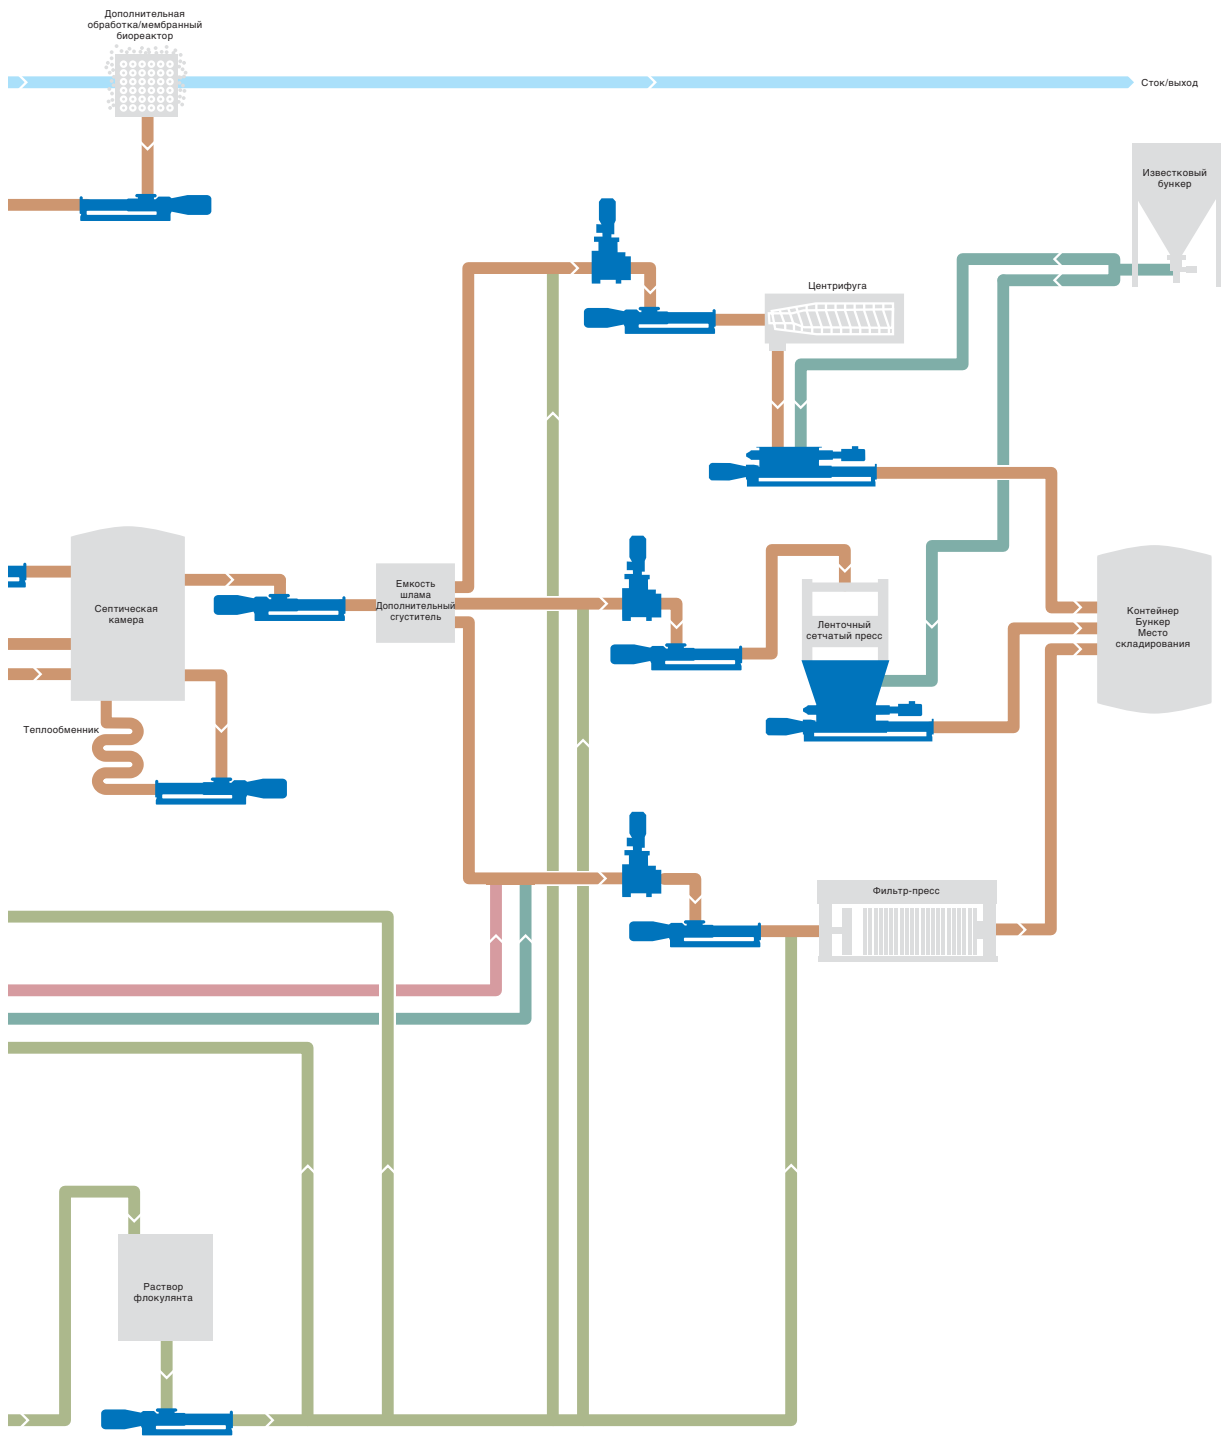 Дополнительная
обработка/мембранный
биореактор
Сток/выход
Известковый
бункер
Центрифуга
Септическая
камера
Емкость
шлама
Дополнительный
сгуститель
Ленточный
сетчатый пресс
Контейнер
Бункер
Место
складирования
Теплообменник
Фильтр-пресс
Раствор
флокулянта